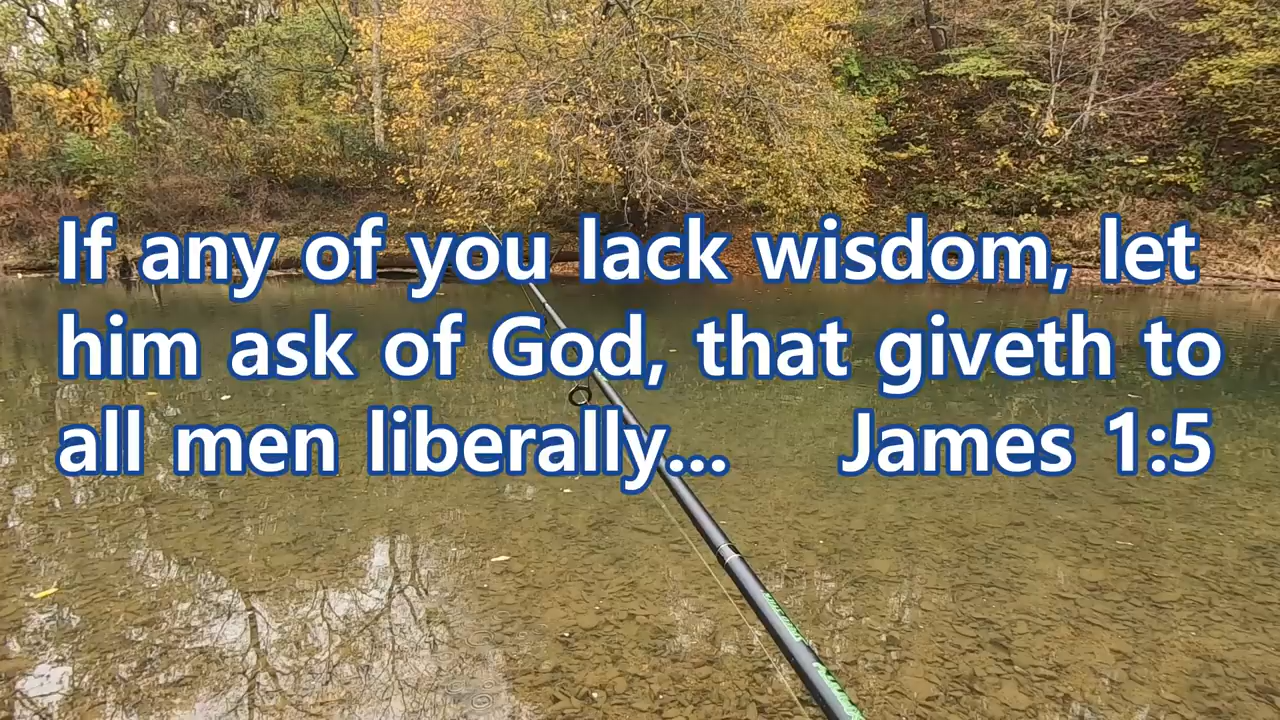 If any of you lack wisdom, let
him ask of God, that giveth to
all men liberally... James 1:5